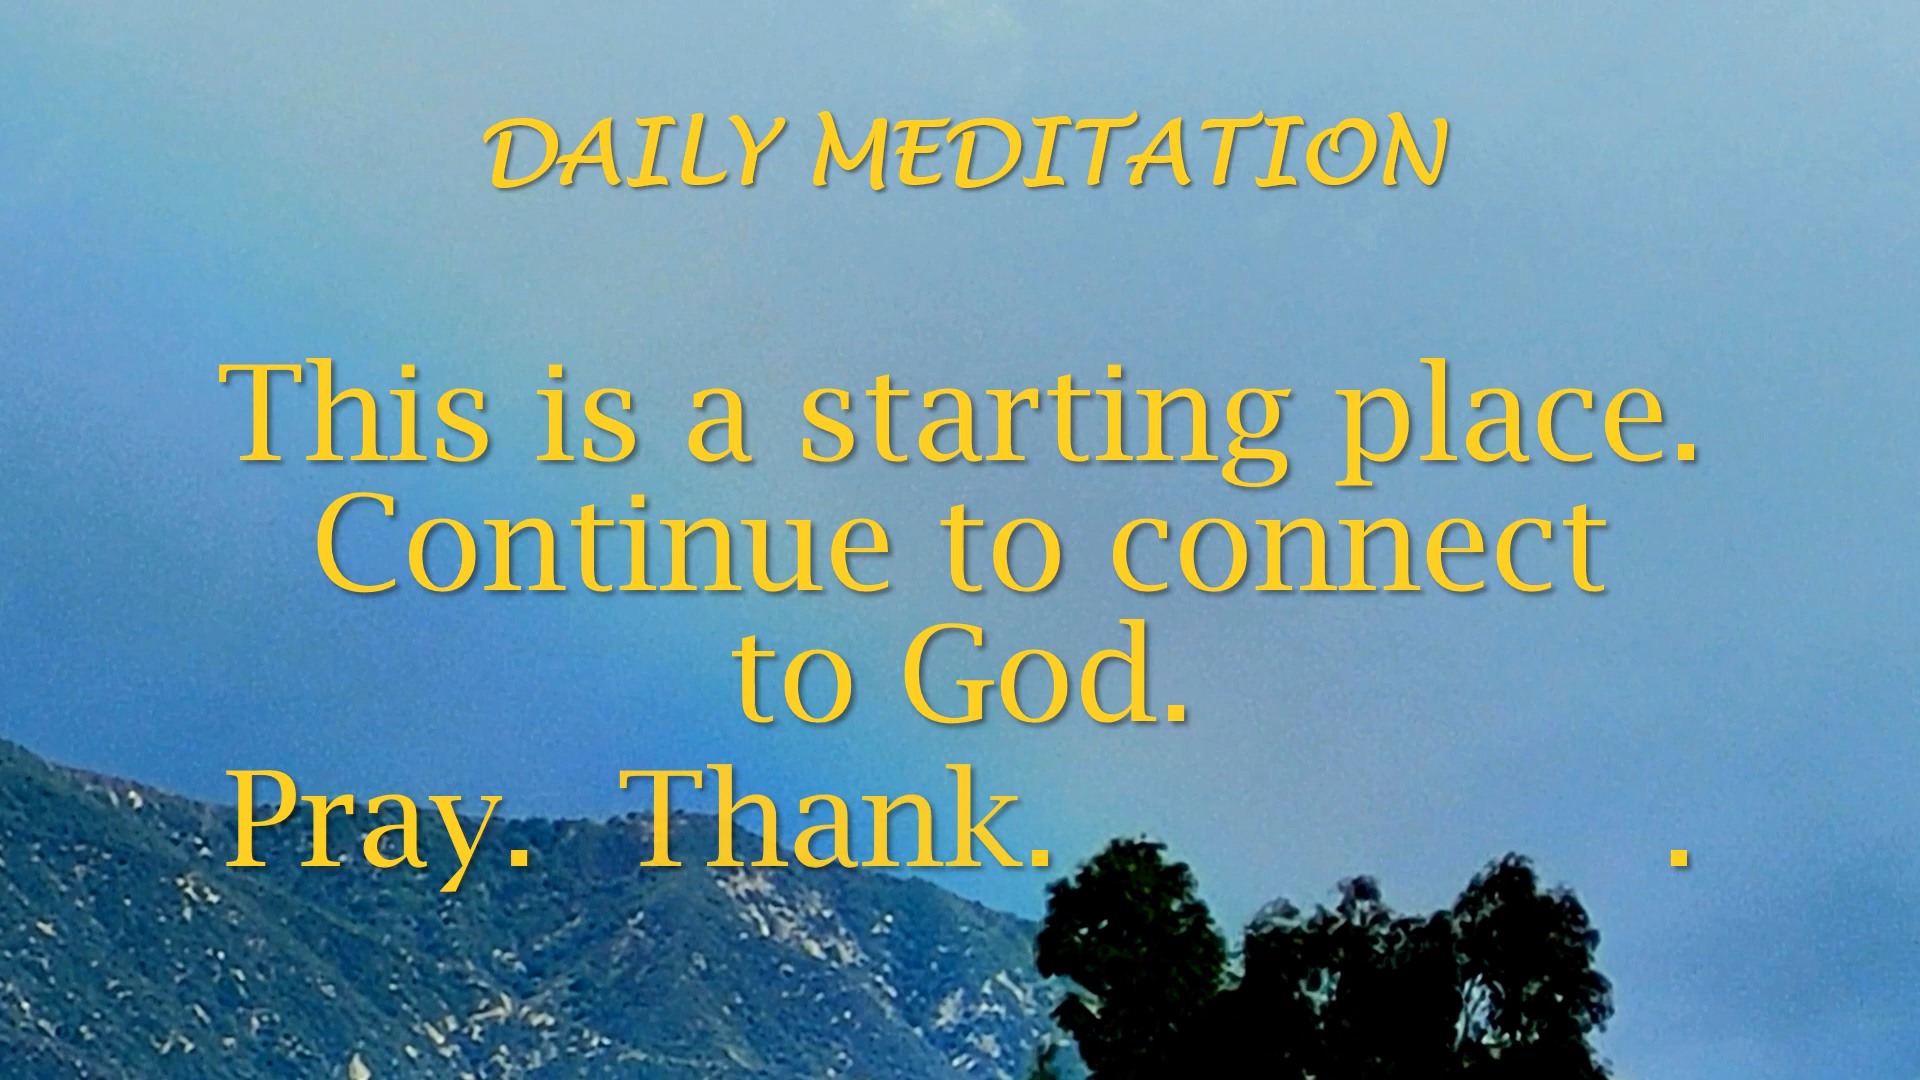 DAILY MEDITATION
This is a starting place.
Continue to connect
to God.
Pray. Thank. .